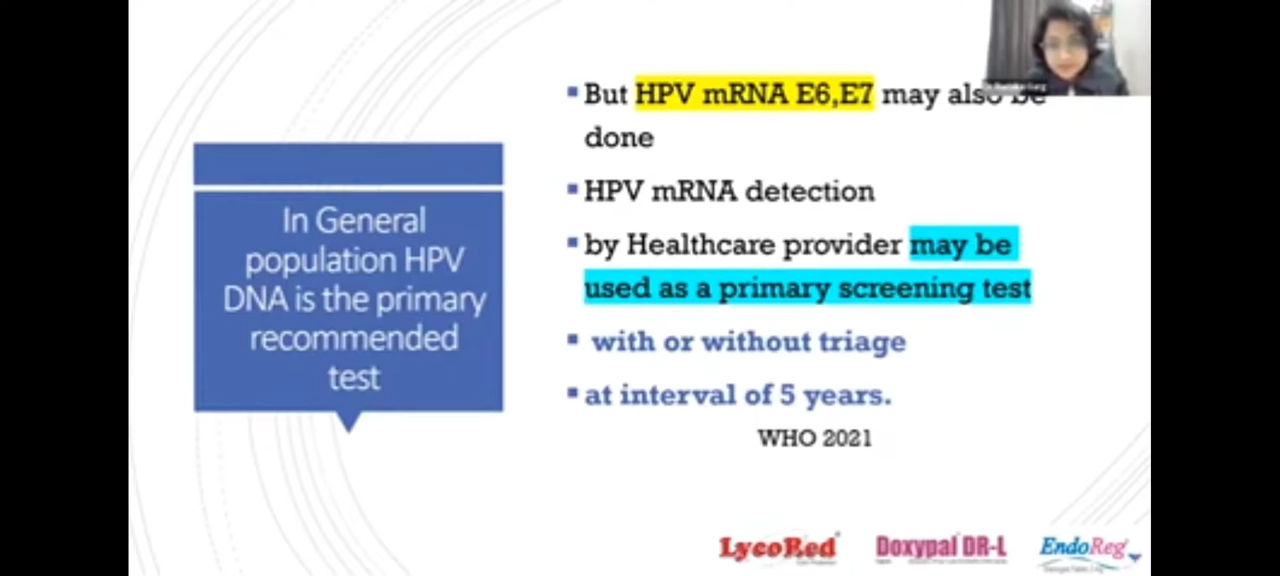 In General
population HPV
DNA is the primary
recommended
test
But HPV mRNA E6,E7 may also be
done
HPV mRNA detection
by Healthcare provider may be
used as a primary screening test
with or without triage
at interval of 5 years.
WHO 2021
LycoRed
Doxypal DR-L
EndoReg